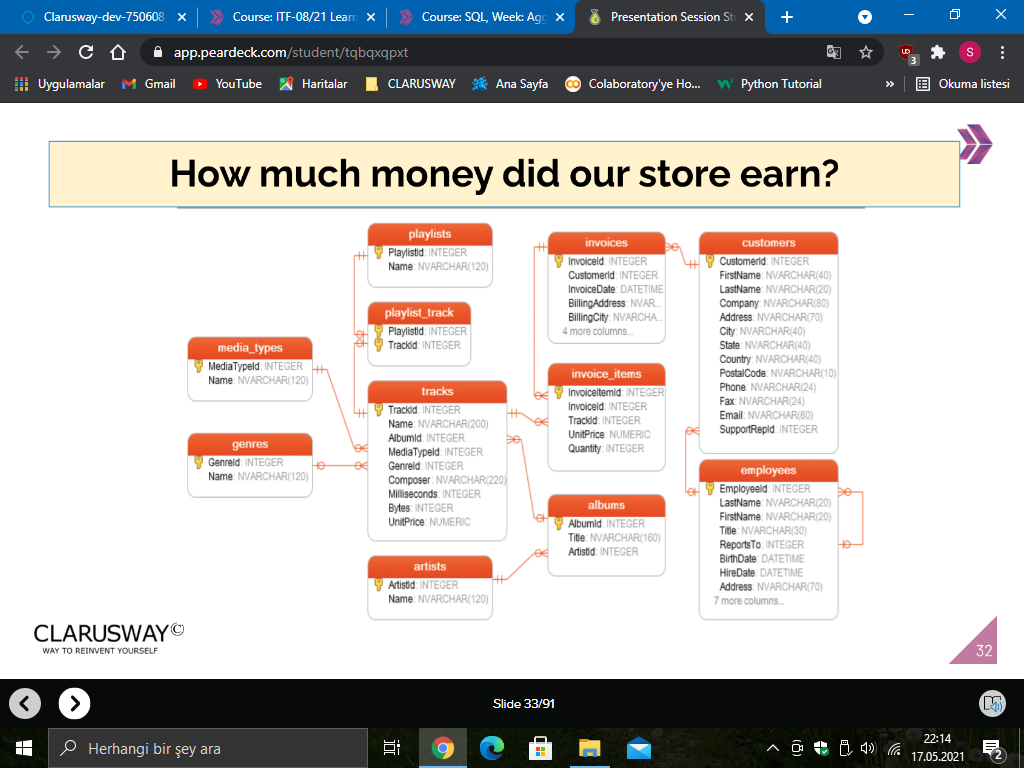 Clarusway-dev-750608
Course: ITF-08/21 Learn
Course: SQL, Week: Agg
Presentation Session St
app.peardeck.com/student/tqbqxqpxt
UD
3
S
Uygulamalar
Gmail
YouTube
Haritalar
CLARUSWAY
Ana Sayfa
Colaboratory'ye Ho...
Python Tutorial
»
Okuma listesi
How much money did our store earn?
playlists
PlaylistId: INTEGER
Name: NVARCHAR(120)
playlist_track
PlaylistId: INTEGER
TrackId: INTEGER
media_types
MediaTypeId: INTEGER
Name: NVARCHAR(120)
genres
GenreId: INTEGER
Name: NVARCHAR(120)
tracks
TrackId: INTEGER
Name: NVARCHAR(200)
AlbumId: INTEGER
MediaTypeId: INTEGER
GenreId: INTEGER
Composer: NVARCHAR(220)
Milliseconds: INTEGER
Bytes: INTEGER
UnitPrice: NUMERIC
artists
ArtistId: INTEGER
Name: NVARCHAR(120)
invoices
InvoiceId: INTEGER
CustomerId: INTEGER
InvoiceDate: DATETIME
BillingAddress: NVAR...
BillingCity: NVARCHA...
4 more columns...
invoice_items
InvoiceItemId: INTEGER
InvoiceId: INTEGER
TrackId: INTEGER
UnitPrice: NUMERIC
Quantity: INTEGER
albums
AlbumId: INTEGER
Title: NVARCHAR(160)
ArtistId: INTEGER
customers
CustomerId: INTEGER
FirstName: NVARCHAR(40)
LastName: NVARCHAR(20)
Company: NVARCHAR(80)
Address: NVARCHAR(70)
City: NVARCHAR(40)
State: NVARCHAR(40)
Country: NVARCHAR(40)
PostalCode: NVARCHAR(10)
Phone: NVARCHAR(24)
Fax: NVARCHAR(24)
Email: NVARCHAR(60)
SupportRepId: INTEGER
employees
EmployeeId: INTEGER
LastName: NVARCHAR(20)
FirstName: NVARCHAR(20)
Title: NVARCHAR(30)
ReportsTo: INTEGER
BirthDate: DATETIME
HireDate: DATETIME
Address: NVARCHAR(70)
7 more columns...
CLARUSWAY©
WAY TO REINVENT YOURSELF
32
Slide 33/91
Herhangi bir şey ara
22:14
17.05.2021
2